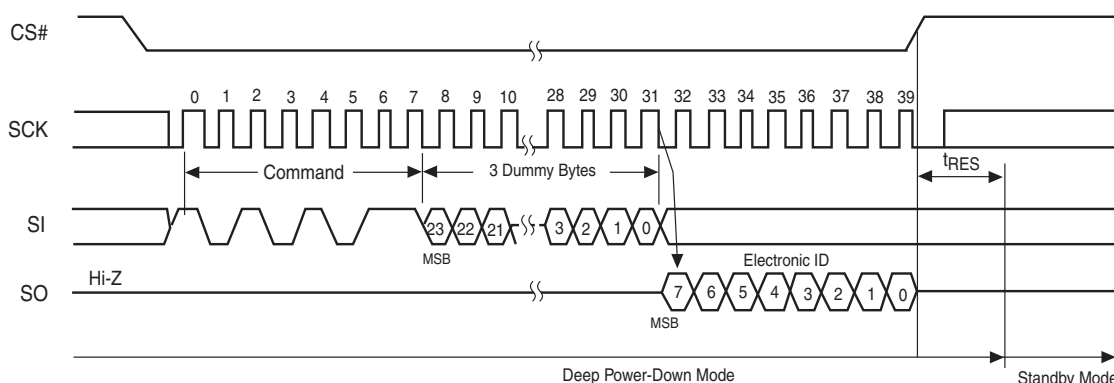 CS#
0 1 2 3 4 5 6 7 8 9 10 28 29 30 31 32 33 34 35 36 37 38 39
SCK
Command
3 Dummy Bytes
tRES
SI
23 22 21 3 2 1 0
MSB
Electronic ID
Hi-Z
SO
7 6 5 4 3 2 1 0
MSB
Deep Power-Down Mode
Standby Mode